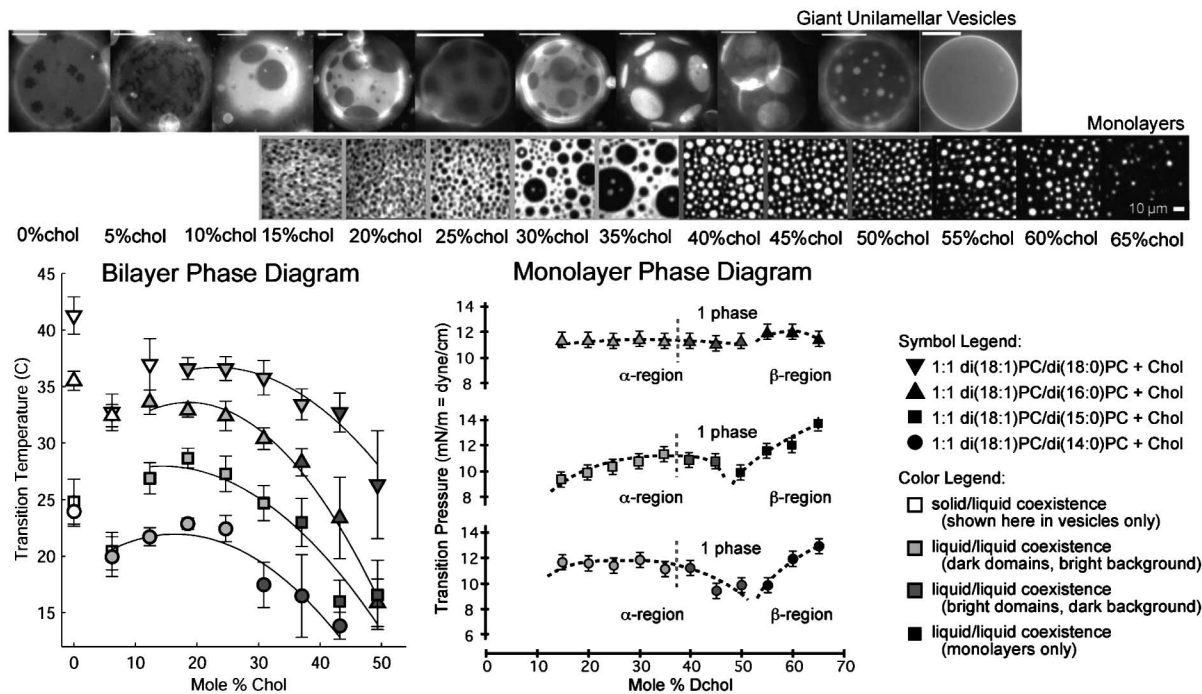 Giant Unilamellar Vesicles
Monolayers
10 µm
0%chol 5%chol 10%chol 15%chol 20%chol 25%chol 30%chol 35%chol 40%chol 45%chol 50%chol 55%chol 60%chol 65%chol
Bilayer Phase Diagram
45
40
35
30
25
20
15
Transition Temperature (C)
0 10 20 30 40 50
Mole % Chol
Monolayer Phase Diagram
Transition Pressure (mN/m = dyne/cm)
14
12
10
8
1 phase
α-region β-region
14
12
10
8
1 phase
α-region β-region
14
12
10
8
6
1 phase
α-region β-region
0 10 20 30 40 50 60 70
Mole % Dchol
Symbol Legend:
1:1 di(18:1)PC/di(18:0)PC + Chol
1:1 di(18:1)PC/di(16:0)PC + Chol
1:1 di(18:1)PC/di(15:0)PC + Chol
1:1 di(18:1)PC/di(14:0)PC + Chol
Color Legend:
solid/liquid coexistence
(shown here in vesicles only)
liquid/liquid coexistence
(dark domains, bright background)
liquid/liquid coexistence
(bright domains, dark background)
liquid/liquid coexistence
(monolayers only)